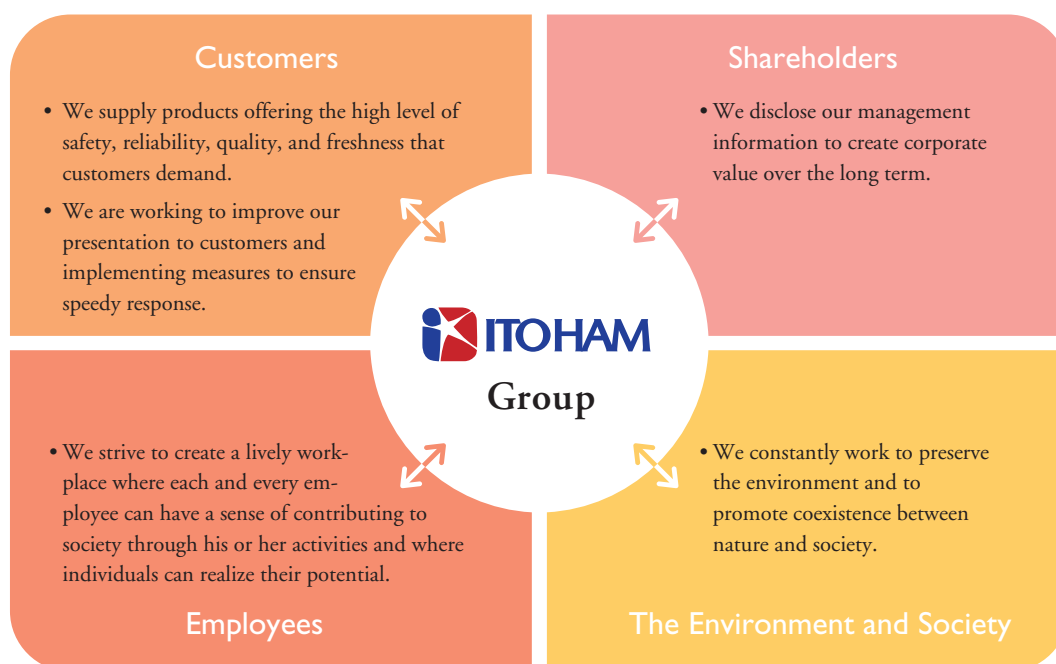 Customers
• We supply products offering the high level of
safety, reliability, quality, and freshness that
customers demand.
• We are working to improve our
presentation to customers and
implementing measures to ensure
speedy response.
Shareholders
• We disclose our management
information to create corporate
value over the long term.
ITOHAM
Group
• We strive to create a lively work-
place where each and every em-
ployee can have a sense of contributing to
society through his or her activities and where
individuals can realize their potential.
Employees
• We constantly work to preserve
the environment and to
promote coexistence between
nature and society.
The Environment and Society